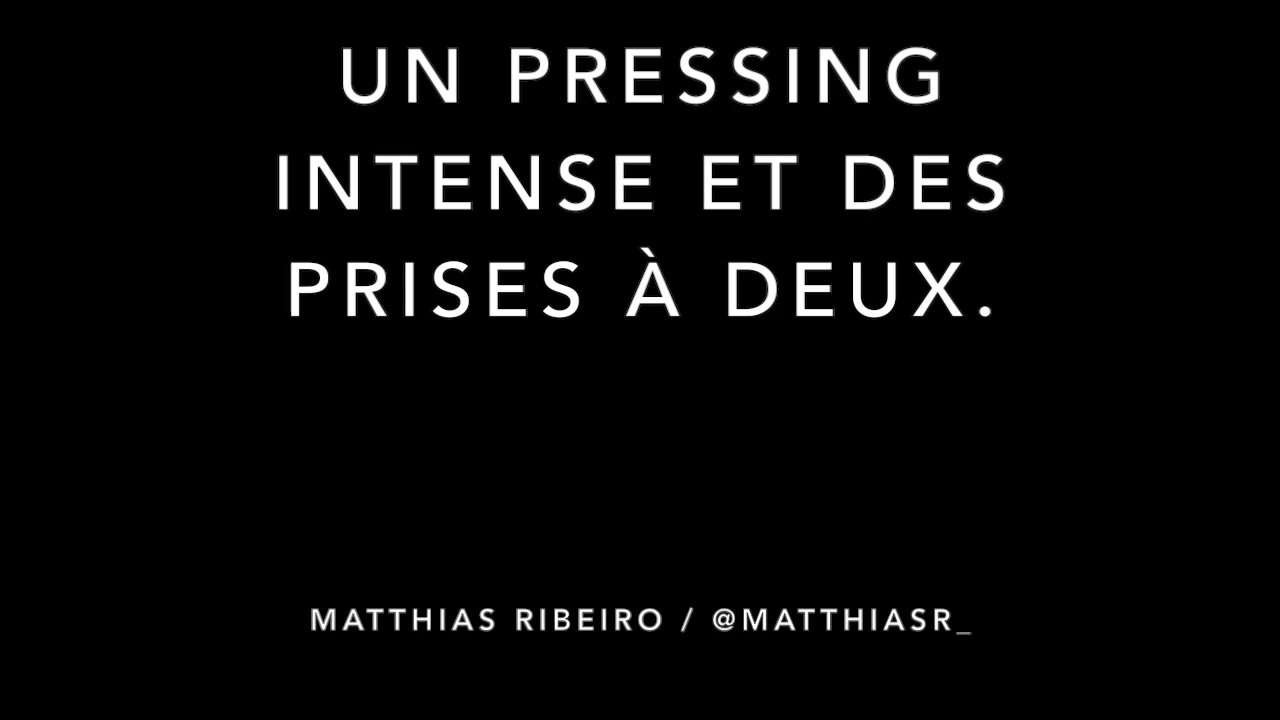 UN PRESSING
INTENSE ET DES
PRISES À DEUX.
MATTHIAS RIBEIRO / @MATTHIASR_